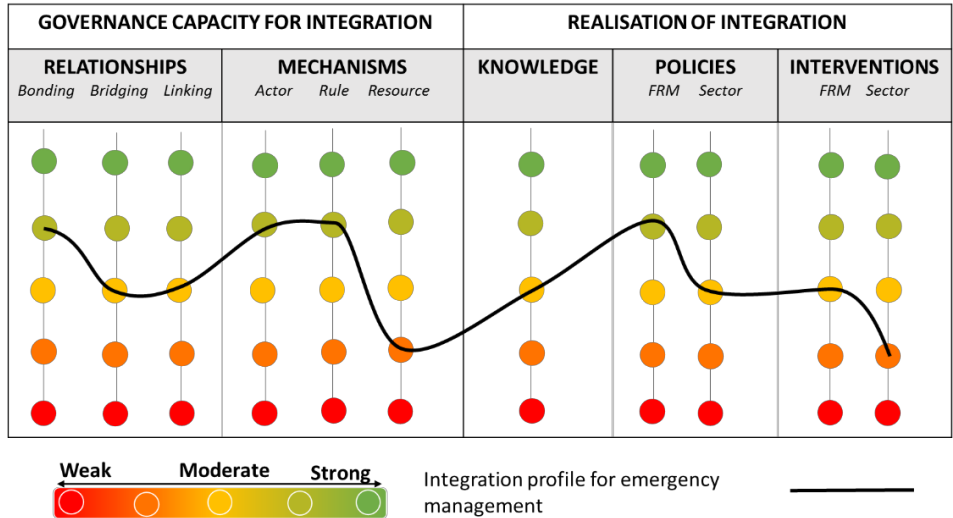 GOVERNANCE CAPACITY FOR INTEGRATION
REALISATION OF INTEGRATION
RELATIONSHIPS
Bonding Bridging Linking
MECHANISMS
Actor Rule Resource
KNOWLEDGE
POLICIES
FRM Sector
INTERVENTIONS
FRM Sector
Weak Moderate Strong
Integration profile for emergency
management